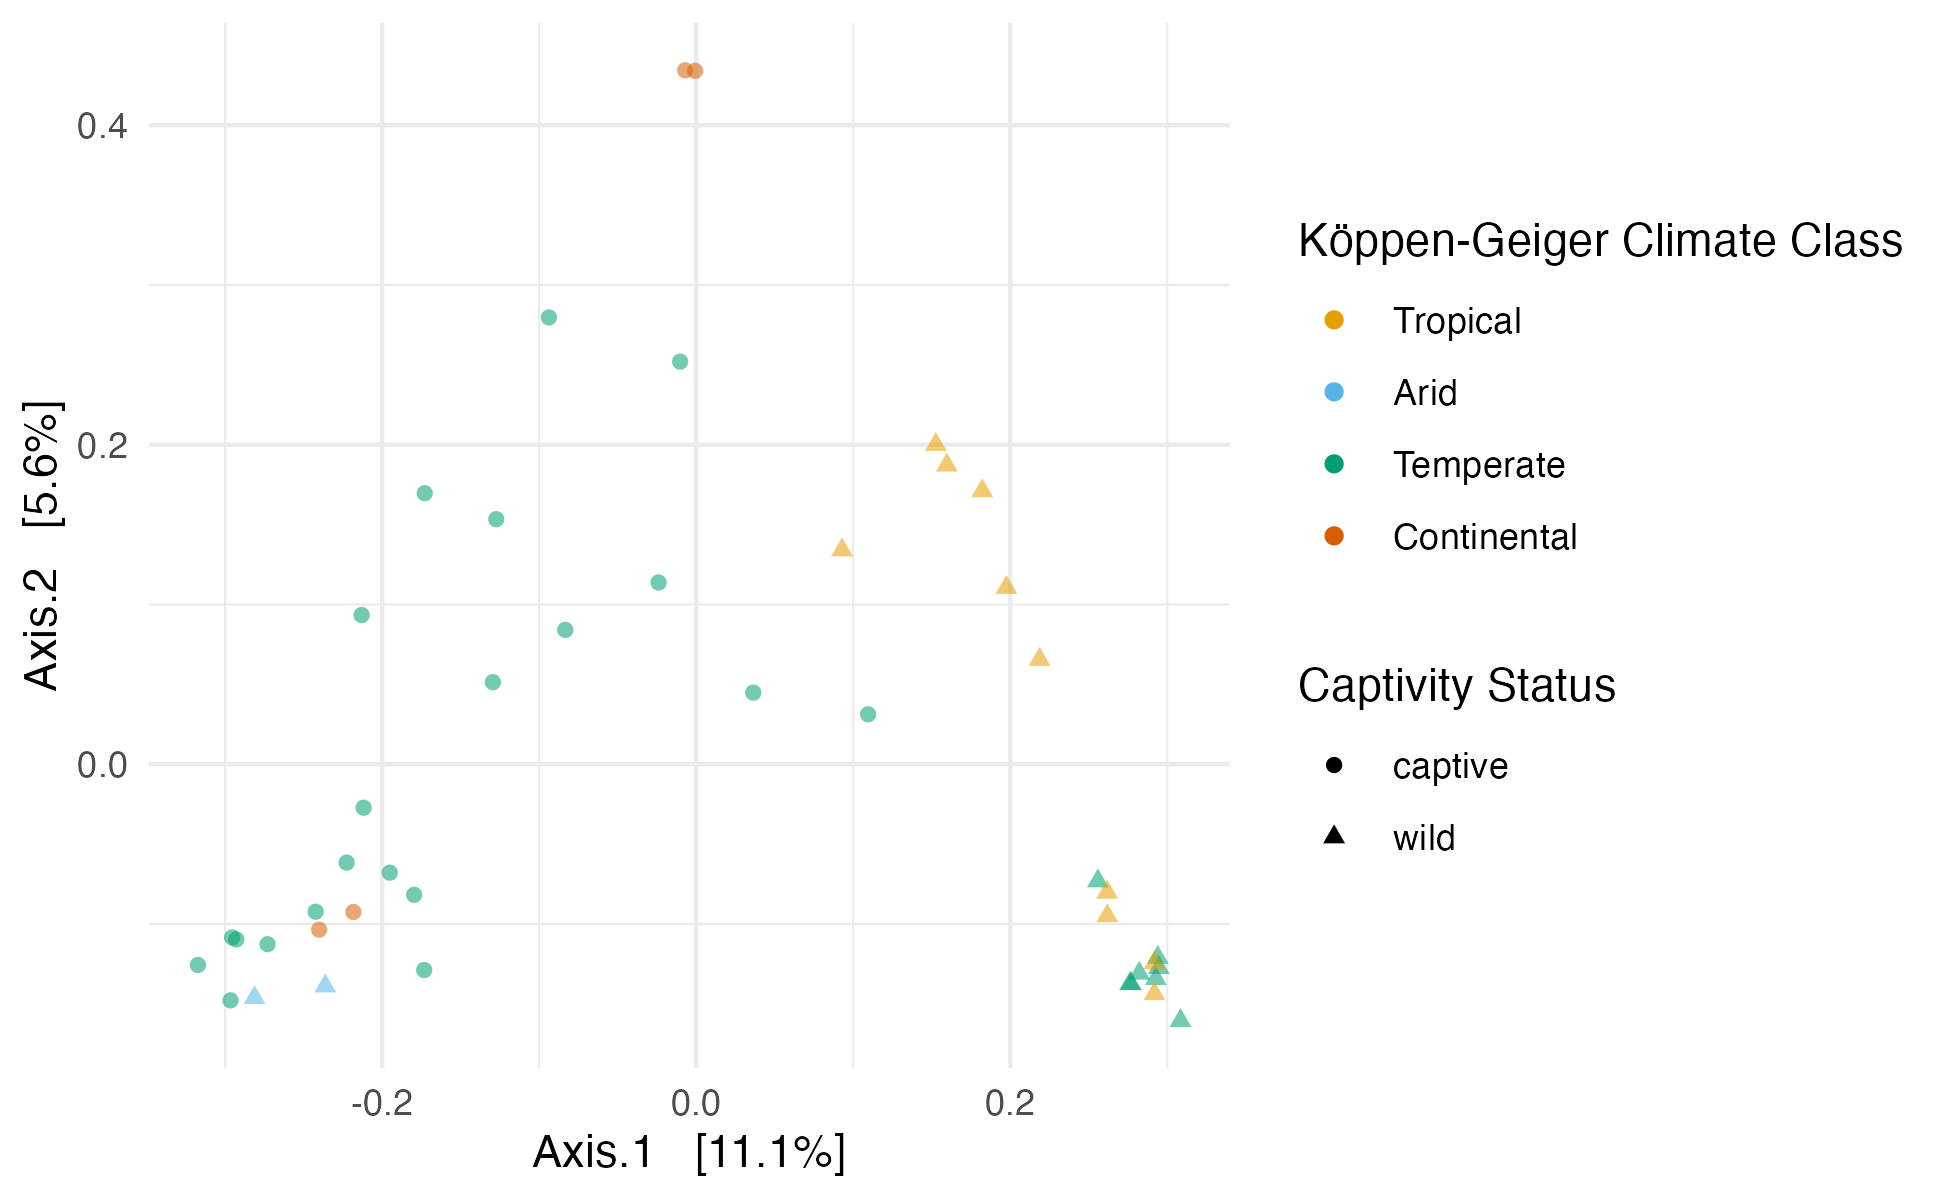 0.4
0.2
0.0
-0.2
0.0
0.2
Axis.2 [5.6%]
Axis.1 [11.1%]
Köppen-Geiger Climate Class
Tropical
Arid
Temperate
Continental
Captivity Status
captive
wild